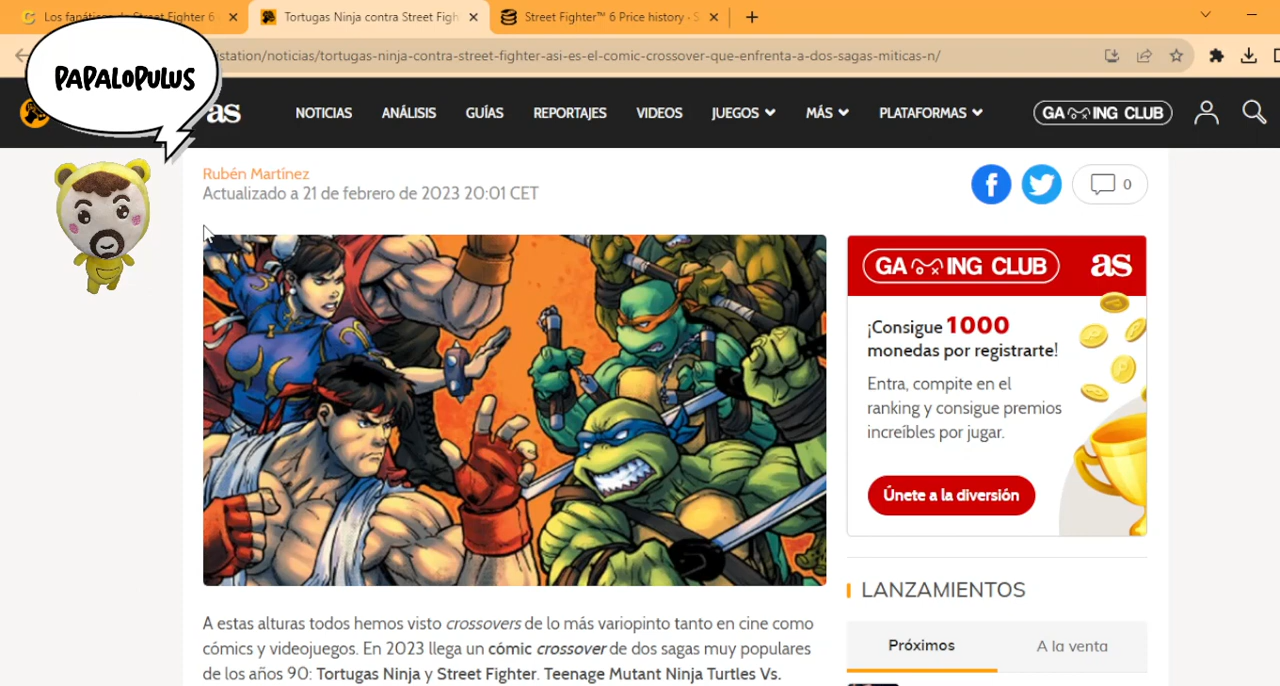 Los fanáticos de Street Fighter 6
Tortugas Ninja contra Street Figh
Street Fighter™ 6 Price history · S
station/noticias/tortugas-ninja-contra-street-fighter-asi-es-el-comic-crossover-que-enfrenta-a-dos-sagas-miticas-n/
PAPALOPULUS
as
NOTICIAS
ANÁLISIS
GUÍAS
REPORTAJES
VIDEOS
JUEGOS
MÁS
PLATAFORMAS
GAMING CLUB
Rubén Martínez
Actualizado a 21 de febrero de 2023 20:01 CET
0
GAMING CLUB as
¡Consigue 1000
monedas por registrarte!
Entra, compite en el
ranking y consigue premios
increíbles por jugar.
Únete a la diversión
LANZAMIENTOS
Próximos
A la venta
A estas alturas todos hemos visto crossovers de lo más variopinto tanto en cine como
cómics y videojuegos. En 2023 llega un cómic crossover de dos sagas muy populares
de los años 90: Tortugas Ninja y Street Fighter. Teenage Mutant Ninja Turtles Vs.